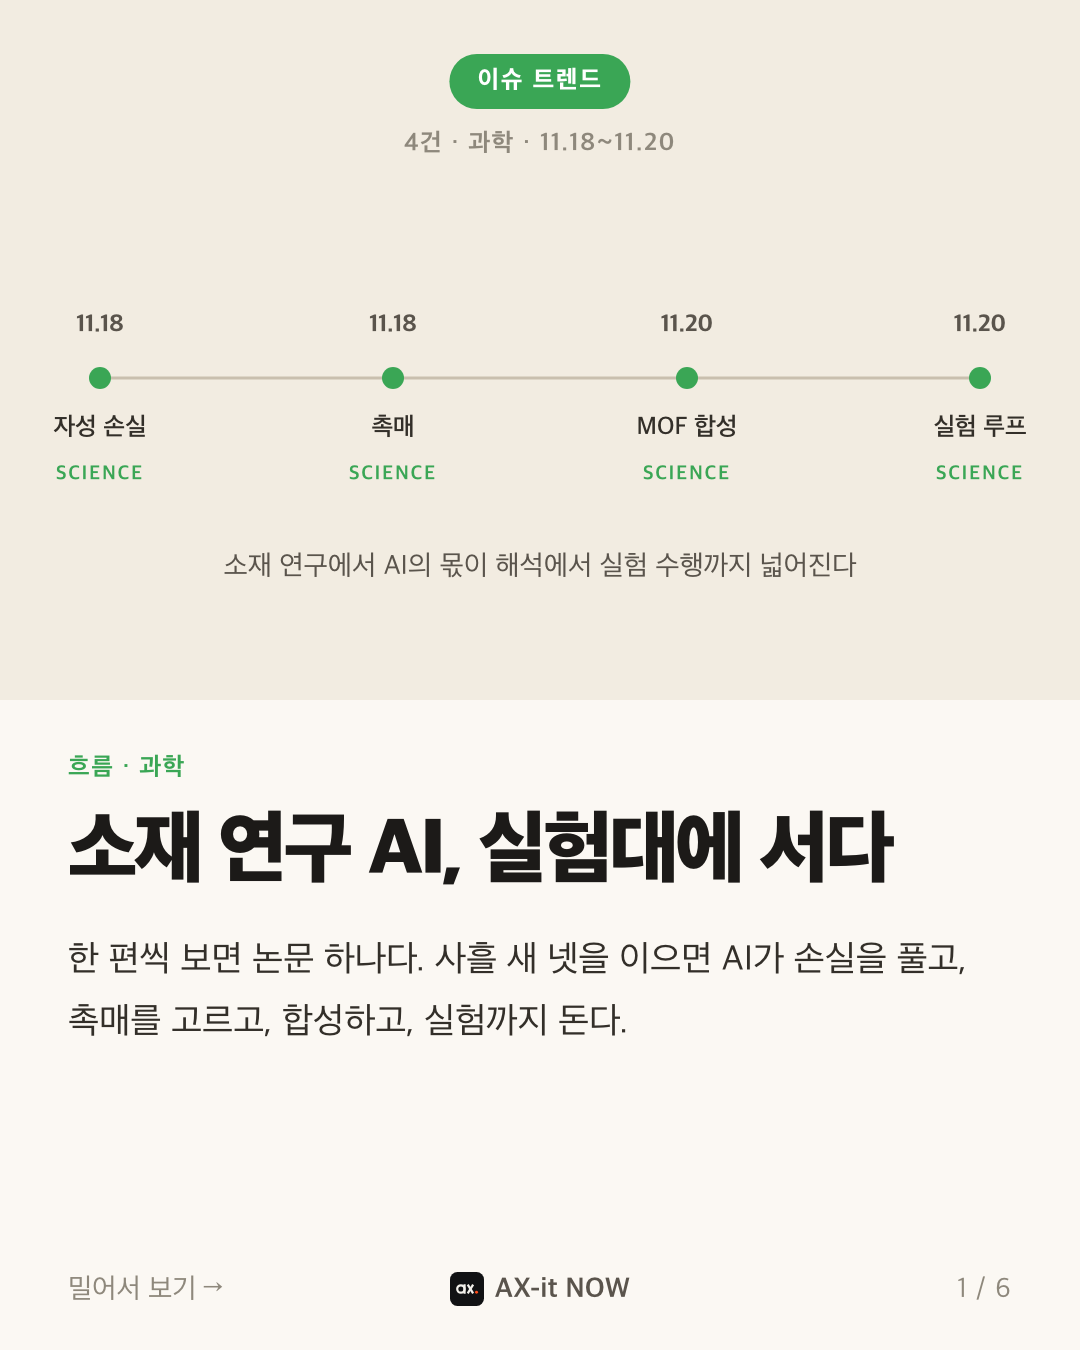 이슈 트렌드
4건 · 과학 · 11.18~11.20
11.18 11.18 11.20 11.20
자성 손실 촉매 MOF 합성 실험 루프
SCIENCE SCIENCE SCIENCE SCIENCE
소재 연구에서 AI의 몫이 해석에서 실험 수행까지 넓어진다
흐름 · 과학
소재 연구 AI, 실험대에 서다
한 편씩 보면 논문 하나다. 사흘 새 넷을 이으면 AI가 손실을 풀고,
촉매를 고르고, 합성하고, 실험까지 돈다.
밀어서 보기 → ax. AX-it NOW 1 / 6